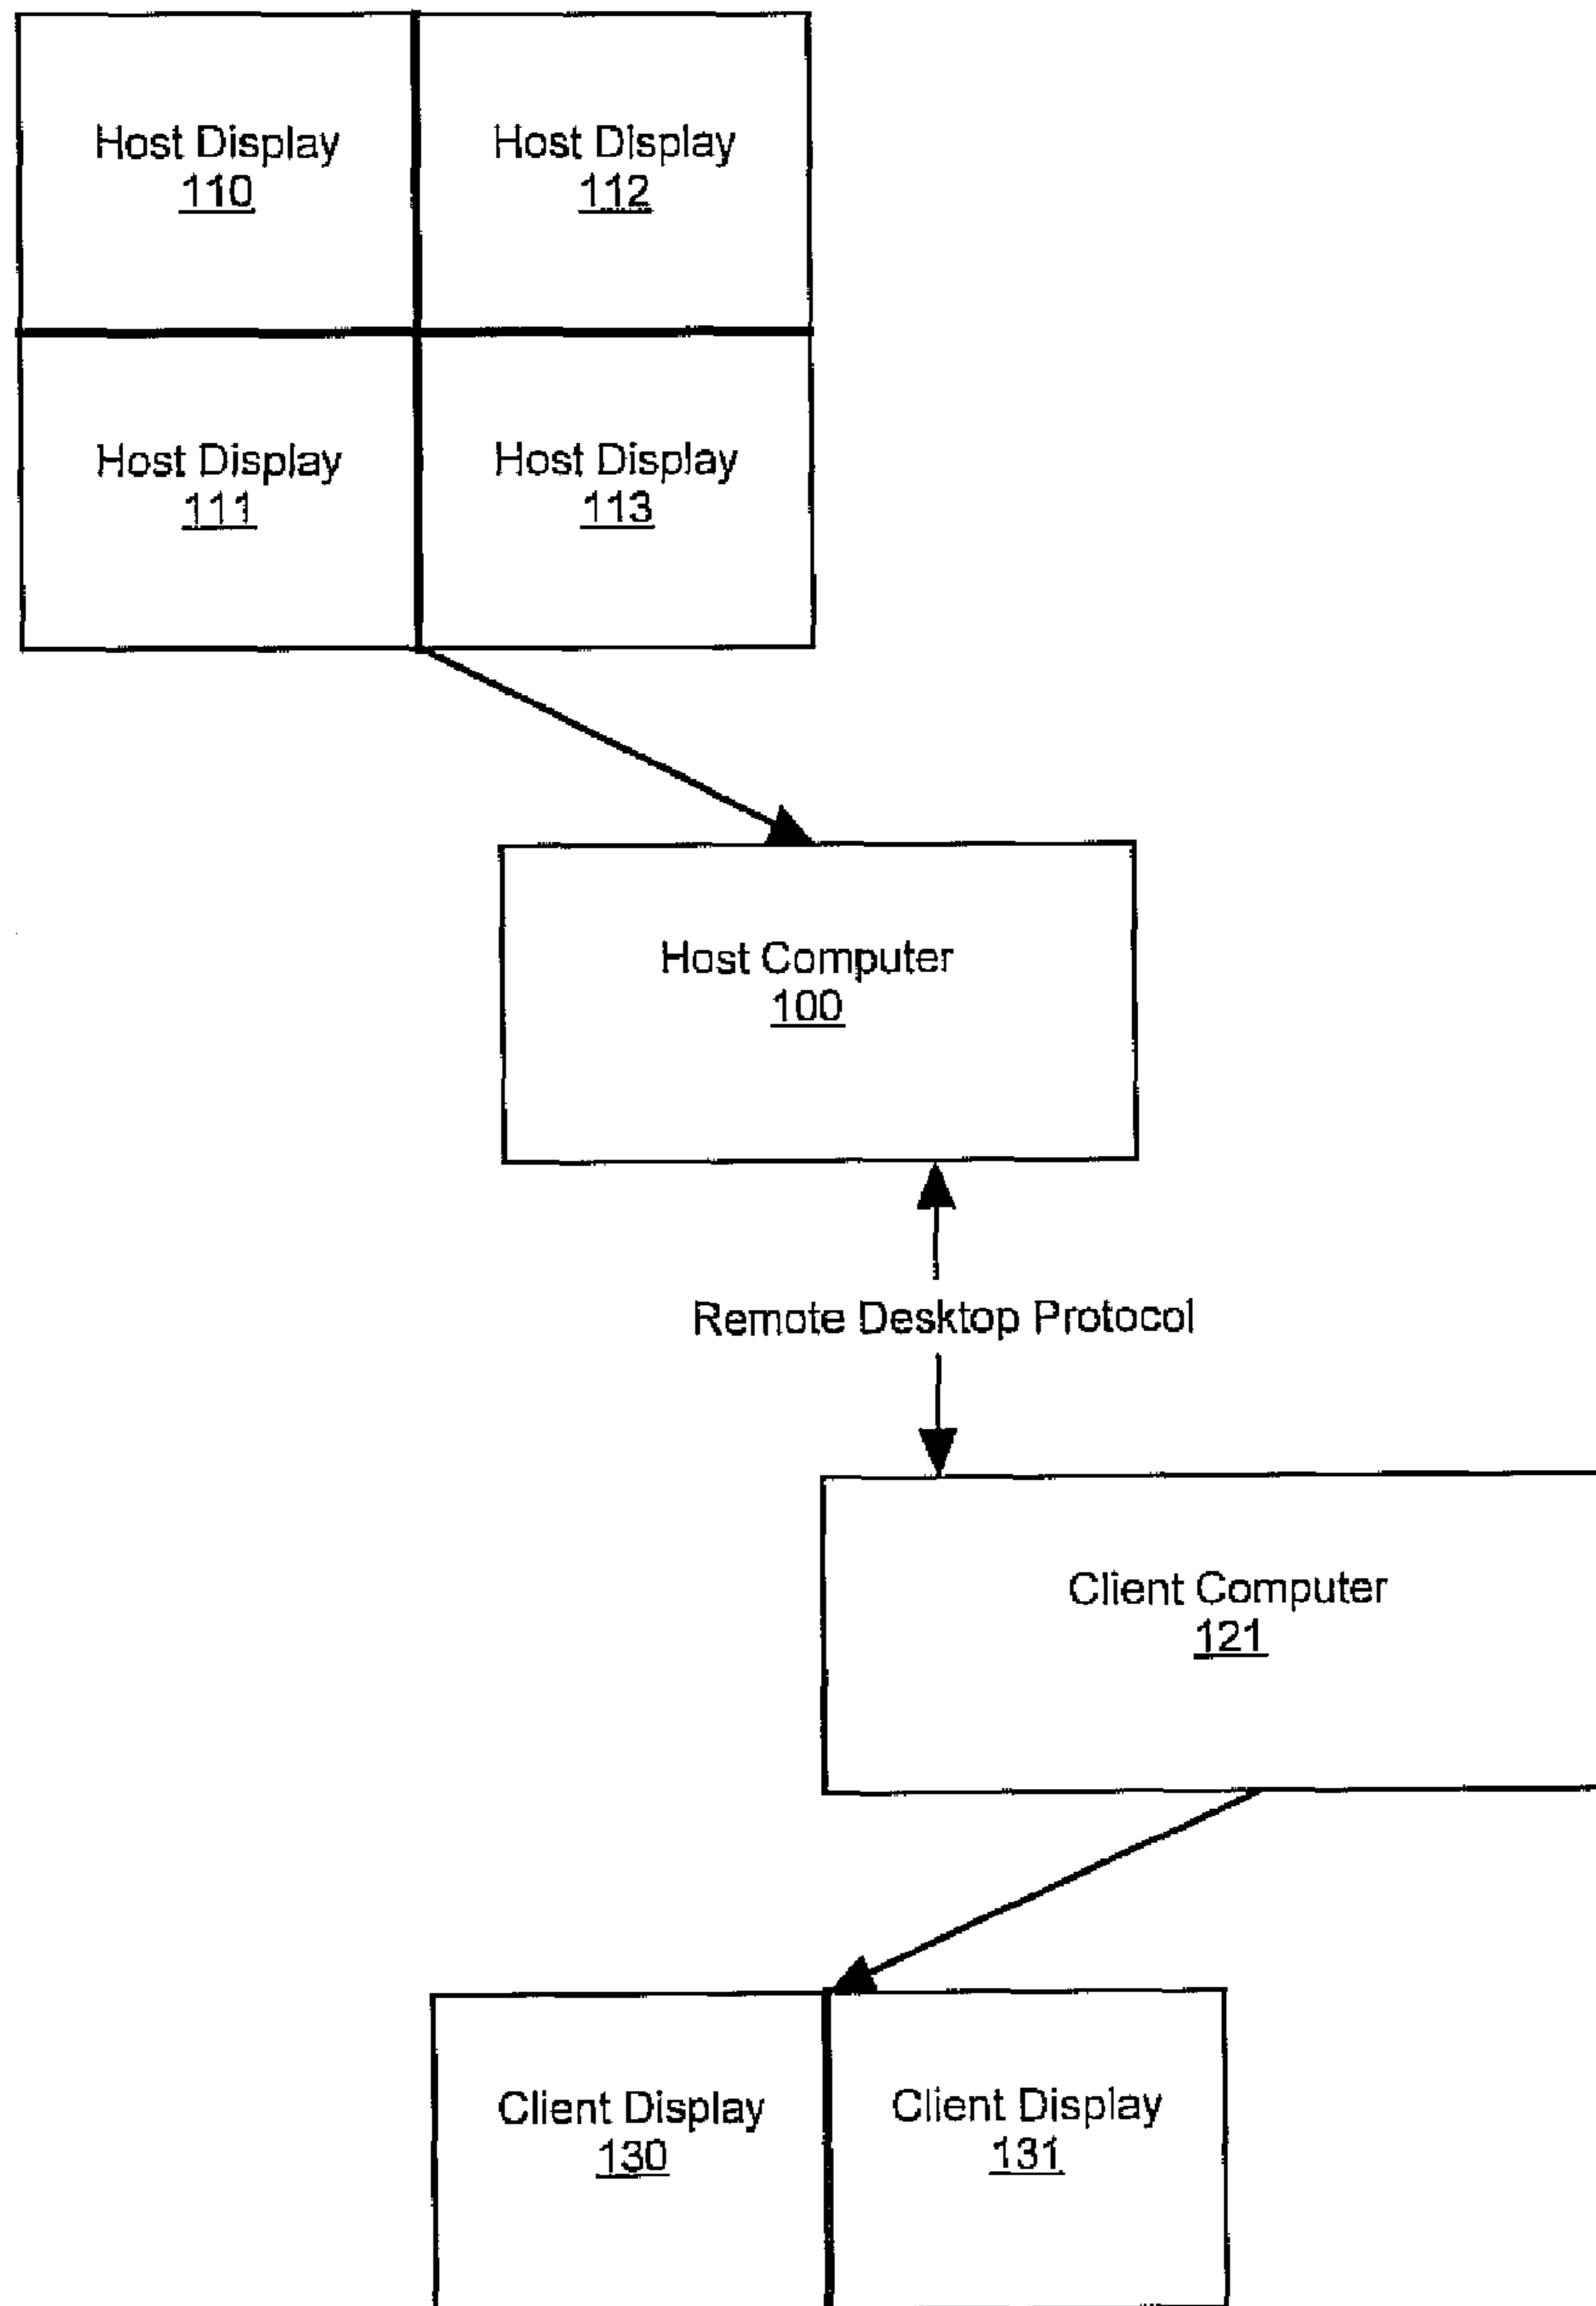 Host Display
110
Host Display
112
Host Display
111
Host Display
113
Host Computer
100
Remote Desktop Protocol
Client Computer
121
Client Display
130
Client Display
131